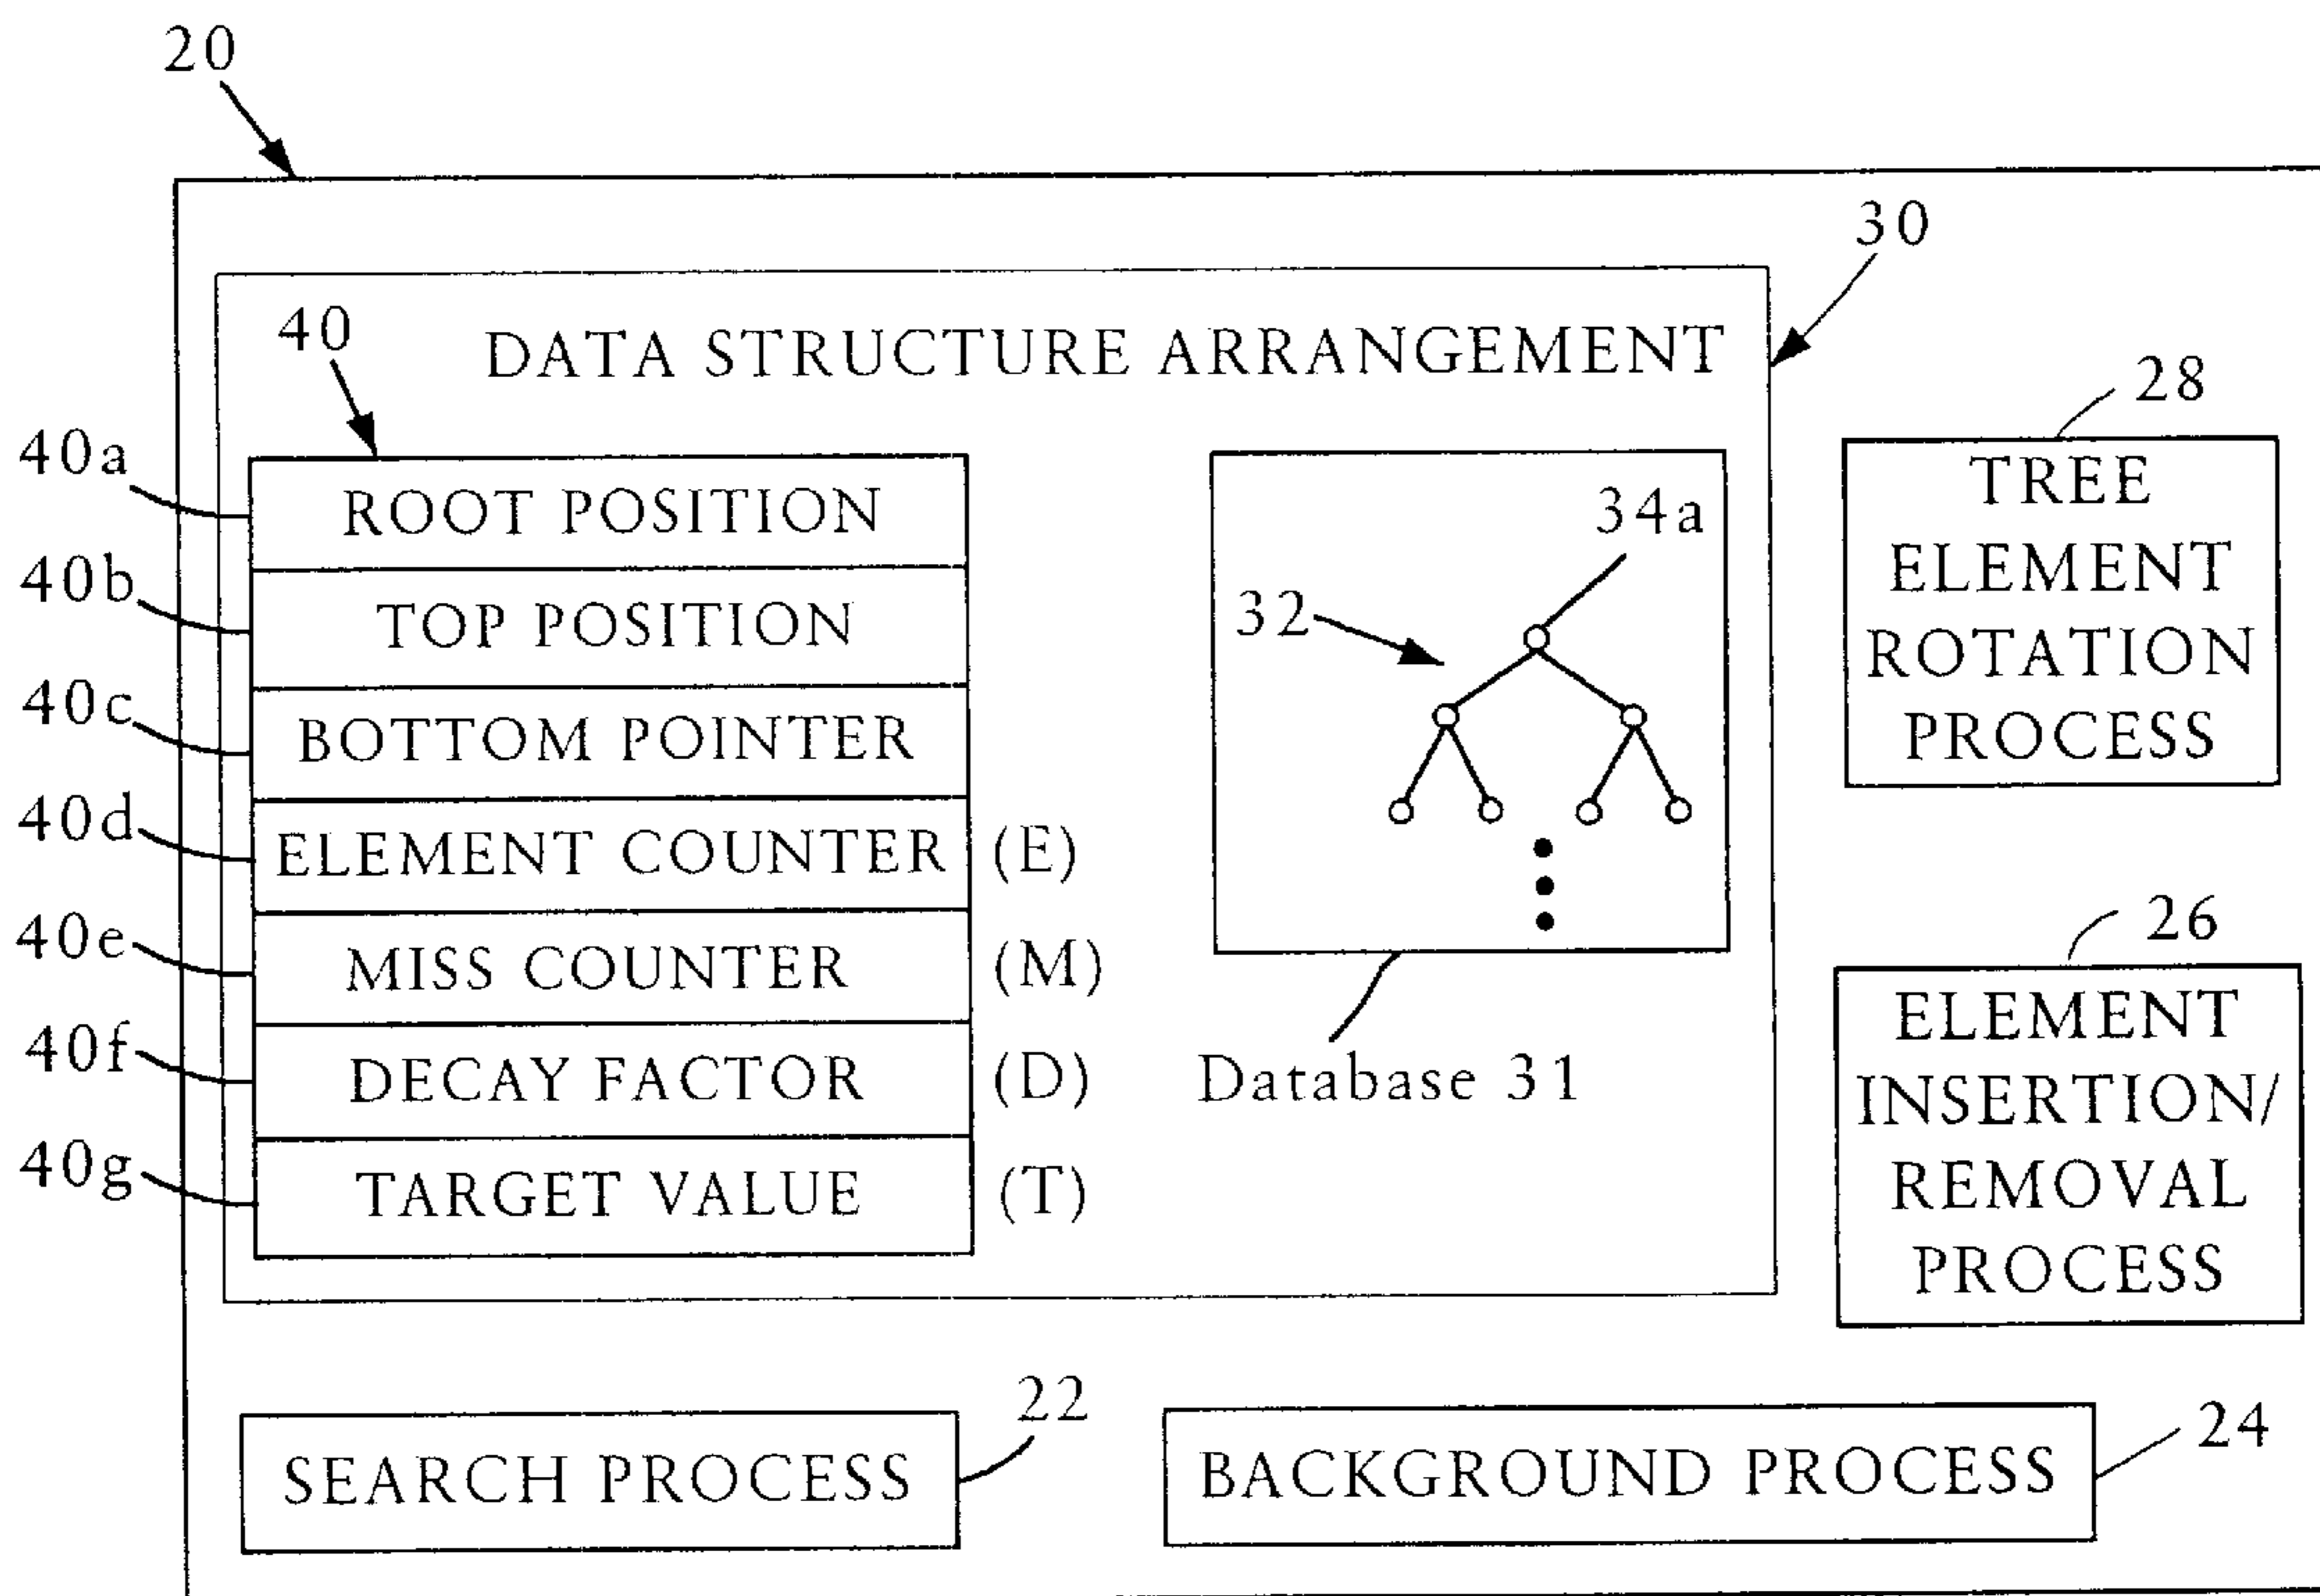 20
30
40
DATA STRUCTURE ARRANGEMENT
28
40a
ROOT POSITION
34a
TREE
ELEMENT
ROTATION
PROCESS
40b
TOP POSITION
32
40c
BOTTOM POINTER
40d
ELEMENT COUNTER (E)
40e
MISS COUNTER (M)
26
ELEMENT
INSERTION/
REMOVAL
PROCESS
40f
DECAY FACTOR (D)
Database 31
40g
TARGET VALUE (T)
22
SEARCH PROCESS
24
BACKGROUND PROCESS